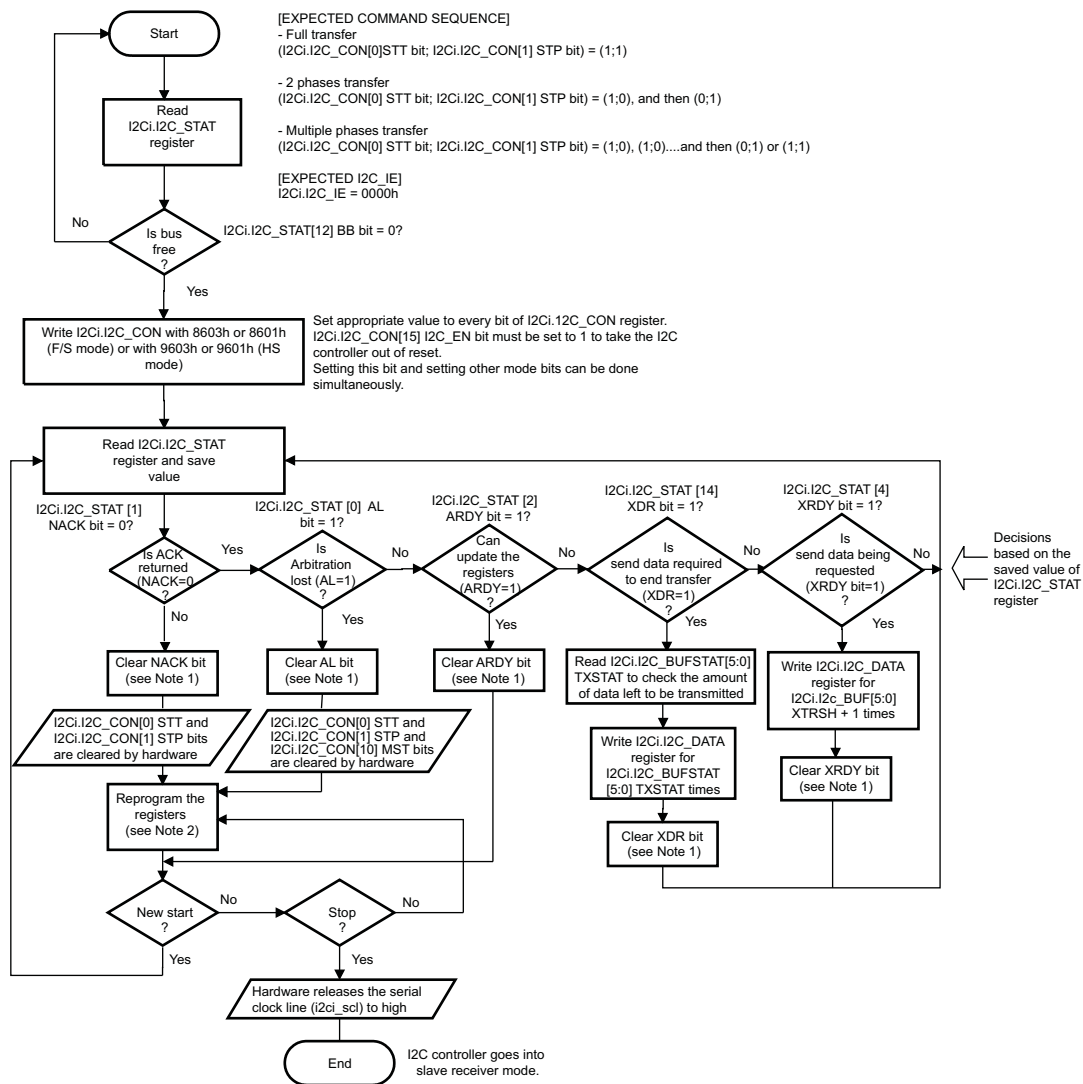 Start
[EXPECTED COMMAND SEQUENCE]
- Full transfer
(I2Ci.I2C_CON[0]STT bit; I2Ci.I2C_CON[1] STP bit) = (1;1)
- 2 phases transfer
(I2Ci.I2C_CON[0] STT bit; I2Ci.I2C_CON[1] STP bit) = (1;0), and then (0;1)
- Multiple phases transfer
(I2Ci.I2C_CON[0] STT bit; I2Ci.I2C_CON[1] STP bit) = (1;0), (1;0)....and then (0;1) or (1;1)
[EXPECTED I2C_IE]
I2Ci.I2C_IE = 0000h
Read
I2Ci.I2C_STAT
register
No
Is bus
free
?
I2Ci.I2C_STAT[12] BB bit = 0?
Yes
Write I2Ci.I2C_CON with 8603h or 8601h
(F/S mode) or with 9603h or 9601h (HS
mode)
Set appropriate value to every bit of I2Ci.12C_CON register.
I2Ci.I2C_CON[15] I2C_EN bit must be set to 1 to take the I2C
controller out of reset.
Setting this bit and setting other mode bits can be done
simultaneously.
Read I2Ci.I2C_STAT
register and save
value
I2Ci.I2C_STAT [1]
NACK bit = 0?
Is ACK
returned
(NACK=0
?
Yes
No
I2Ci.I2C_STAT [0] AL
bit = 1?
Is
Arbitration
lost (AL=1)
?
No
Yes
I2Ci.I2C_STAT [2]
ARDY bit = 1?
Can
update the
registers
(ARDY=1)
?
No
Yes
I2Ci.I2C_STAT [14]
XDR bit = 1?
Is
send data required
to end transfer
(XDR=1)
?
No
Yes
I2Ci.I2C_STAT [4]
XRDY bit = 1?
Is
send data being
requested
(XRDY bit=1)
?
No
Yes
Decisions
based on the
saved value of
I2Ci.I2C_STAT
register
Clear NACK bit
(see Note 1)
Clear AL bit
(see Note 1)
Clear ARDY bit
(see Note 1)
Read I2Ci.I2C_BUFSTAT[5:0]
TXSTAT to check the amount
of data left to be transmitted
Write I2Ci.I2C_DATA
register for
I2Ci.I2c_BUF[5:0]
XTRSH + 1 times
I2Ci.I2C_CON[0] STT and
I2Ci.I2C_CON[1] STP bits
are cleared by hardware
I2Ci.I2C_CON[0] STT and
I2Ci.I2C_CON[1] STP and
I2Ci.I2C_CON[10] MST bits
are cleared by hardware
Write I2Ci.I2C_DATA
register for
I2Ci.I2C_BUFSTAT
[5:0] TXSTAT times
Clear XRDY bit
(see Note 1)
Reprogram the
registers
(see Note 2)
Clear XDR bit
(see Note 1)
New start
?
No
Yes
Stop
?
No
Yes
Hardware releases the serial
clock line (i2ci_scl) to high
End
I2C controller goes into
slave receiver mode.